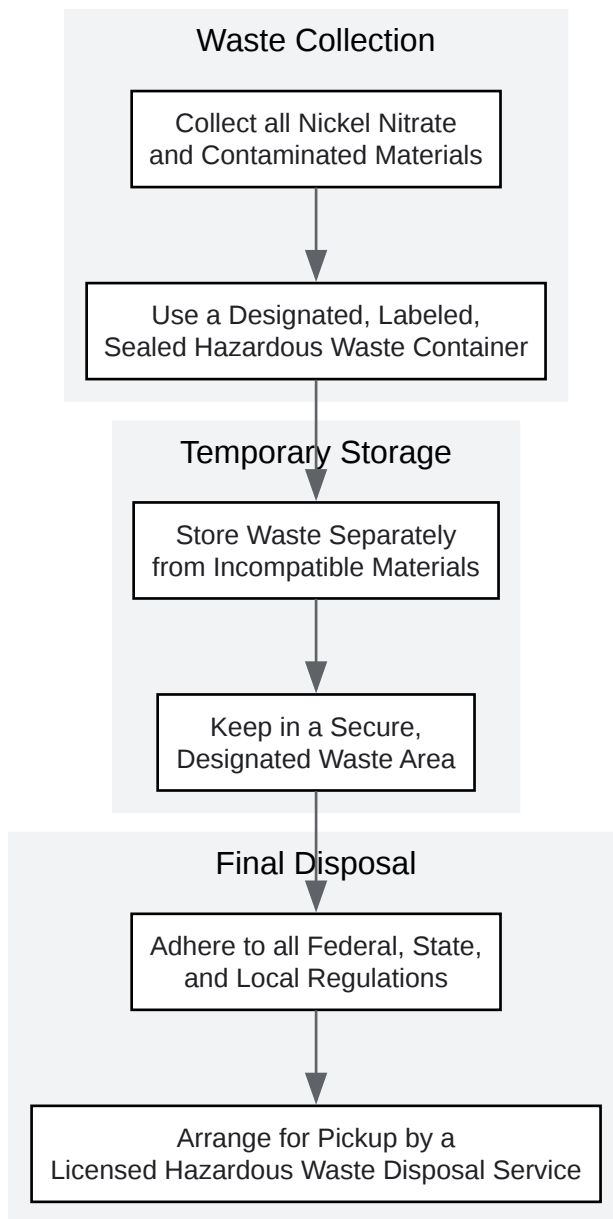 Waste Collection
Collect all Nickel Nitrate
and Contaminated Materials
Use a Designated, Labeled,
Sealed Hazardous Waste Container
Temporary Storage
Store Waste Separately
from Incompatible Materials
Keep in a Secure,
Designated Waste Area
Final Disposal
Adhere to all Federal, State,
and Local Regulations
Arrange for Pickup by a
Licensed Hazardous Waste Disposal Service